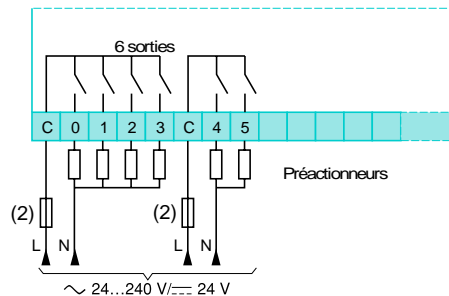 6 sorties
C 0 1 2 3 C 4 5
Préactionneurs
(2) (2)
L N L N
~ 24...240 V/⎓ 24 V